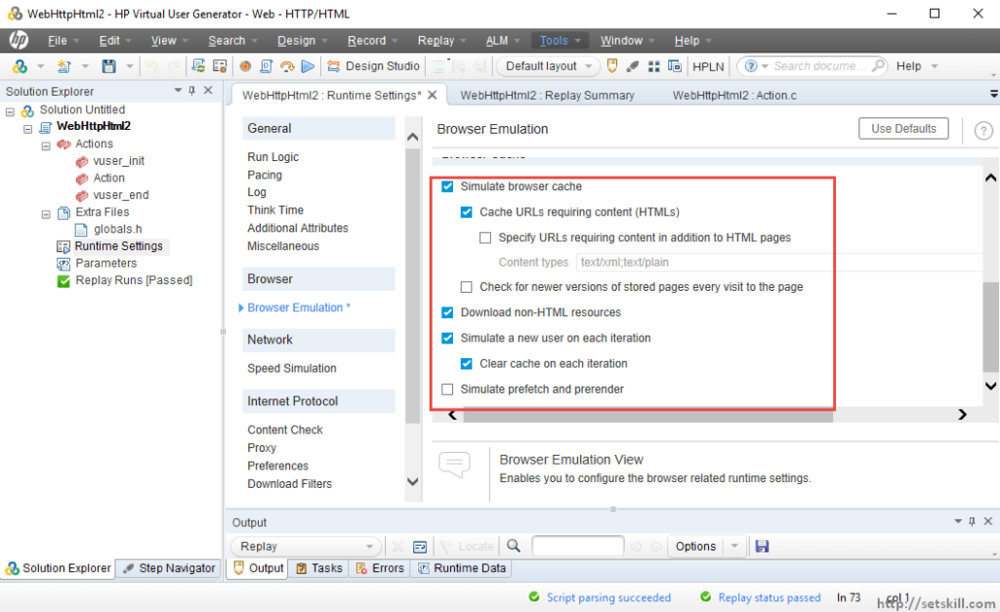 WebHttpHtml2 - HP Virtual User Generator - Web - HTTP/HTML
hp File Edit View Search Design Record Replay ALM Tools Window Help
Design Studio Default layout HPLN ? Search docume... Help
Solution Explorer
WebHttpHtml2 : Runtime Settings* WebHttpHtml2 : Replay Summary WebHttpHtml2 : Action.c
Solution Untitled
WebHttpHtml2
Actions
vuser_init
Action
vuser_end
Extra Files
globals.h
Runtime Settings
Parameters
Replay Runs [Passed]
General
Run Logic
Pacing
Log
Think Time
Additional Attributes
Miscellaneous
Browser
Browser Emulation *
Network
Speed Simulation
Internet Protocol
Content Check
Proxy
Preferences
Download Filters
Browser Emulation
Use Defaults
?
Browser Cache
Simulate browser cache
Cache URLs requiring content (HTMLs)
Specify URLs requiring content in addition to HTML pages
Content types text/xml;text/plain
Check for newer versions of stored pages every visit to the page
Download non-HTML resources
Simulate a new user on each iteration
Clear cache on each iteration
Simulate prefetch and prerender
Browser Emulation View
Enables you to configure the browser related runtime settings.
Output
Replay Locate Options
Solution Explorer Step Navigator Output Tasks Errors Runtime Data
Script parsing succeeded Replay status passed ln 73 col 1
http://setskill.com